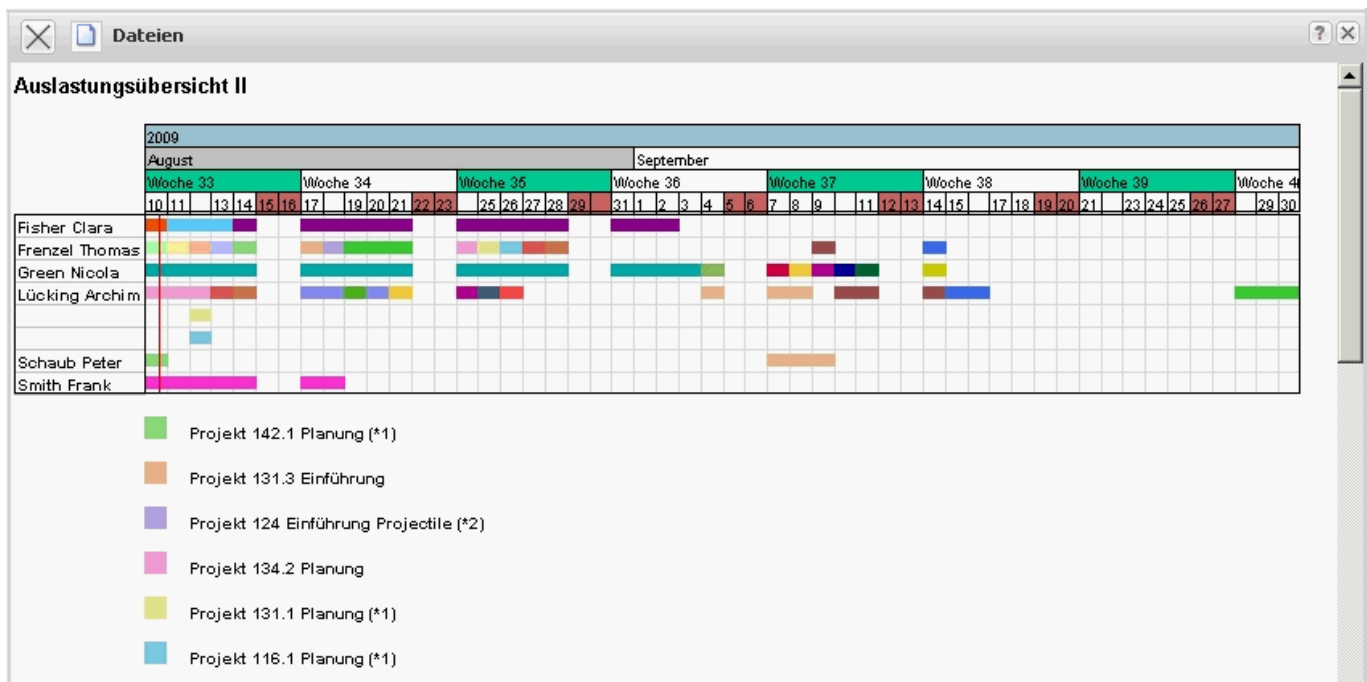 Dateien
?
Auslastungsübersicht II
2009
August September
Woche 33 Woche 34 Woche 35 Woche 36 Woche 37 Woche 38 Woche 39 Woche 4
10 11 13 14 15 16 17 19 20 21 22 23 25 26 27 28 29 31 1 2 3 4 5 6 7 8 9 11 12 13 14 15 17 18 19 20 21 23 24 25 26 27 29 30
Fisher Clara
Frenzel Thomas
Green Nicola
Lücking Archim
Schaub Peter
Smith Frank
Projekt 142.1 Planung (*1)
Projekt 131.3 Einführung
Projekt 124 Einführung Projectile (*2)
Projekt 134.2 Planung
Projekt 131.1 Planung (*1)
Projekt 116.1 Planung (*1)